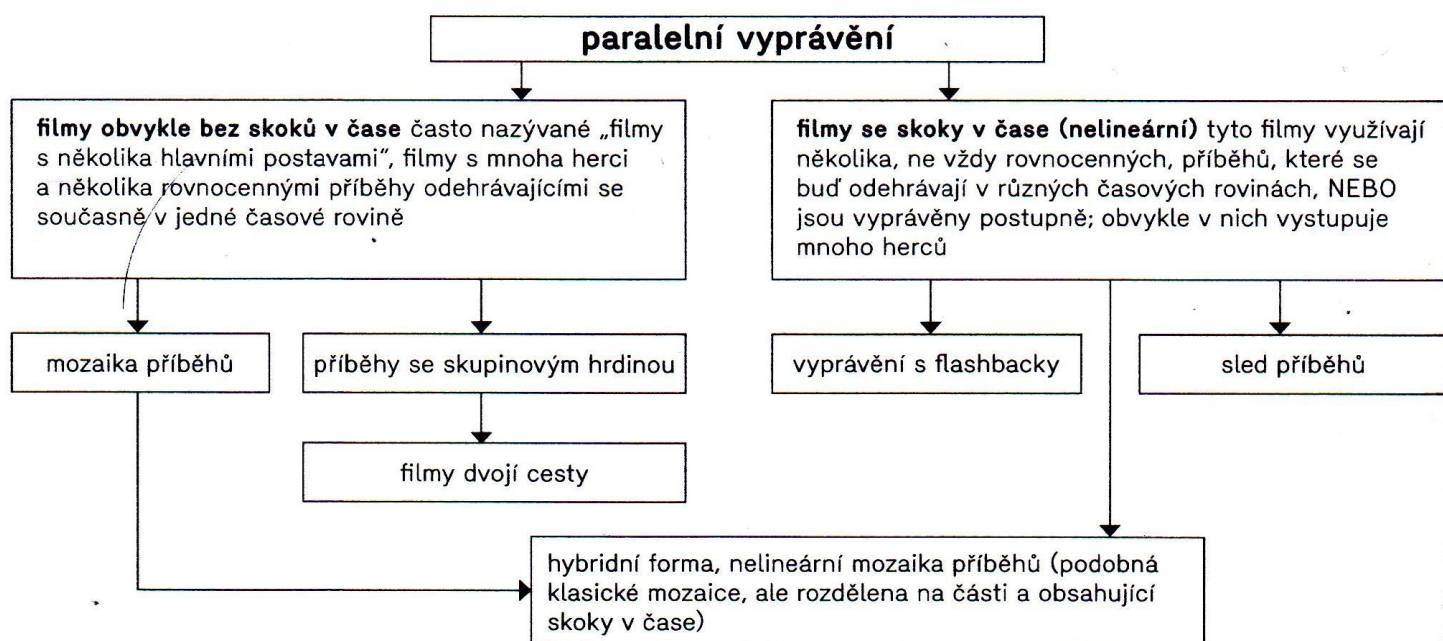 paralelní vyprávění
filmy obvykle bez skoků v čase často nazývané „filmy
s několika hlavními postavami“, filmy s mnoha herci
a několika rovnocennými příběhy odehrávajícími se
současně v jedné časové rovině
filmy se skoky v čase (nelineární) tyto filmy využívají
několika, ne vždy rovnocenných, příběhů, které se
buď odehrávají v různých časových rovinách, NEBO
jsou vyprávěny postupně; obvykle v nich vystupuje
mnoho herců
mozaika příběhů
příběhy se skupinovým hrdinou
vyprávění s flashbacky
sled příběhů
filmy dvojí cesty
hybridní forma, nelineární mozaika příběhů (podobná
klasické mozaice, ale rozdělena na části a obsahující
skoky v čase)